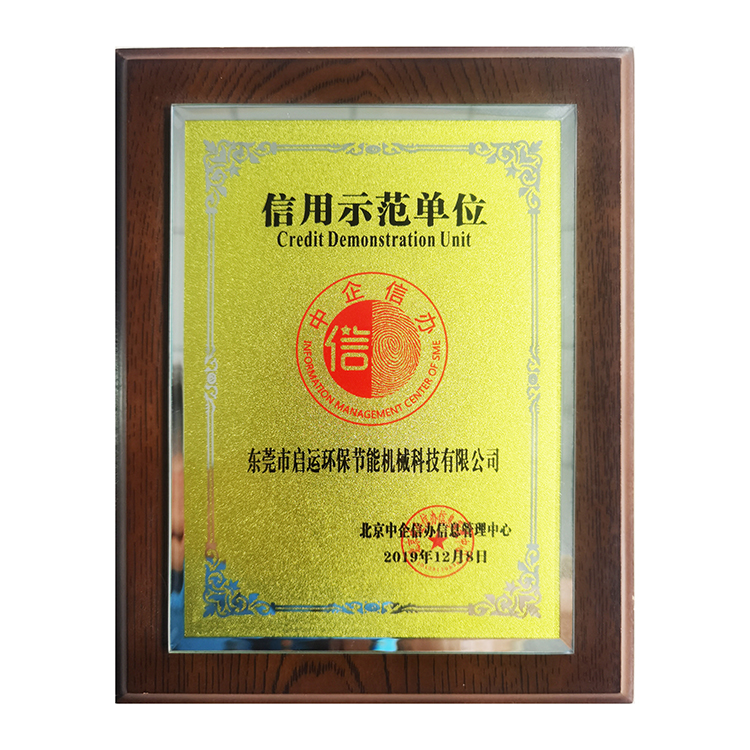 信用示范单位
Credit Demonstration Unit
中企信办
信
INFORMATION MANAGEMENT CENTER OF SME
东莞市启运环保节能机械科技有限公司
北京中企信办信息管理中心
2019年12月8日